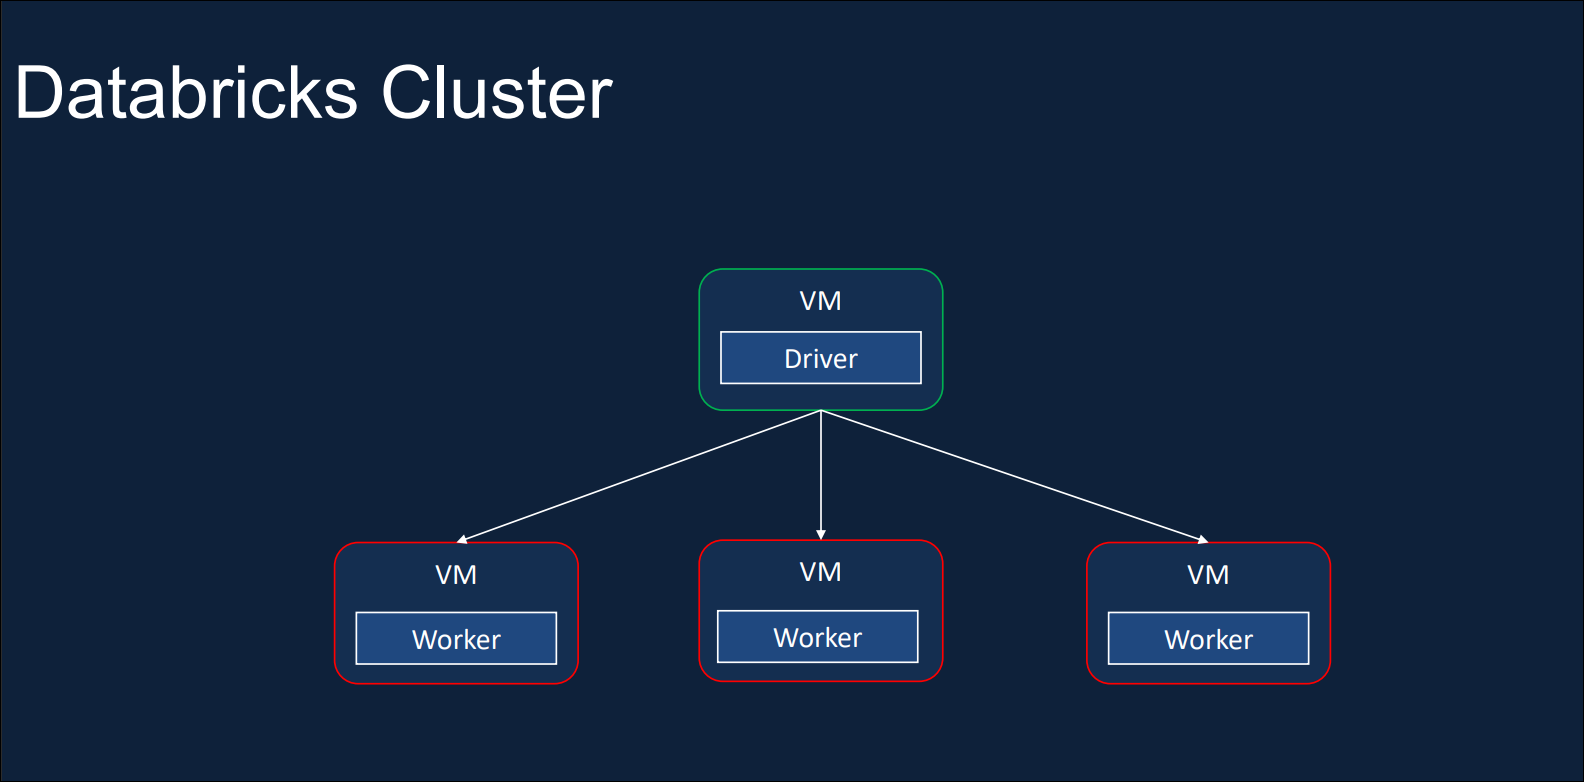 Databricks Cluster
VM
Driver
VM
Worker
VM
Worker
VM
Worker